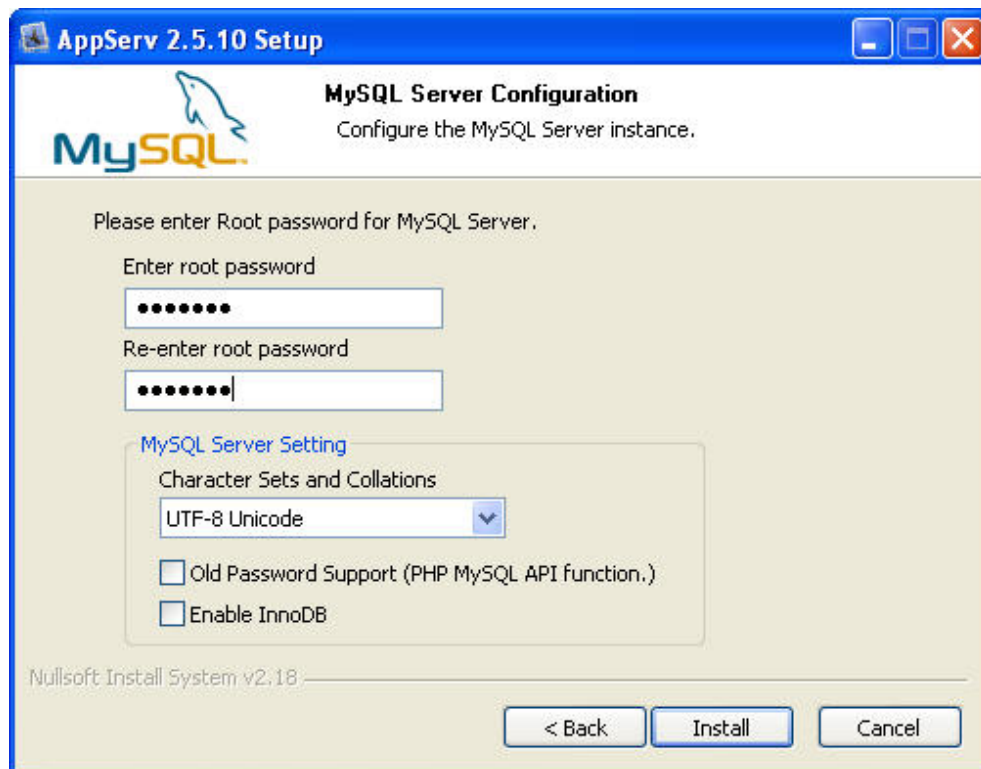 AppServ 2.5.10 Setup
MySQL Server Configuration
Configure the MySQL Server instance.
MySQL
Please enter Root password for MySQL Server.
Enter root password
•••••••
Re-enter root password
•••••••
MySQL Server Setting
Character Sets and Collations
UTF-8 Unicode
Old Password Support (PHP MySQL API function.)
Enable InnoDB
Nullsoft Install System v2.18
< Back Install Cancel